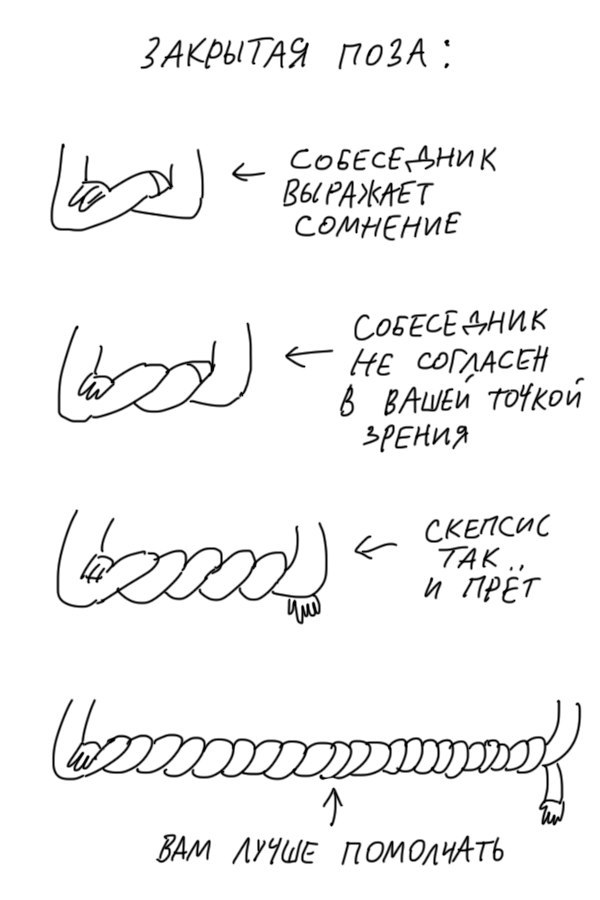 ЗАКРЫТАЯ ПОЗА:
СОБЕСЕДНИК
ВЫРАЖАЕТ
СОМНЕНИЕ
СОБЕСЕДНИК
НЕ СОГЛАСЕН
В ВАШЕЙ ТОЧКОЙ
ЗРЕНИЯ
СКЕПСИС
ТАК
И ПРЁТ
ВАМ ЛУЧШЕ ПОМОЛЧАТЬ